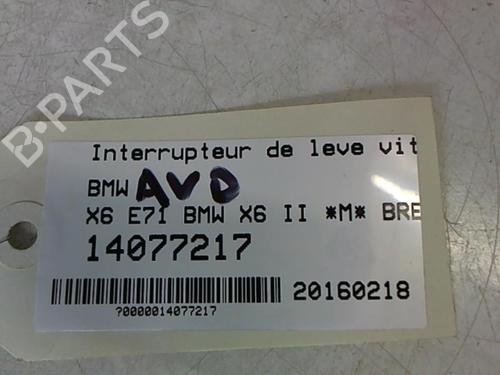 B-PARTS
Interrupteur de leve vit
BMW AVD
X6 E71 BMW X6 II *M* BRE
14077217
20160218
?0000014077217